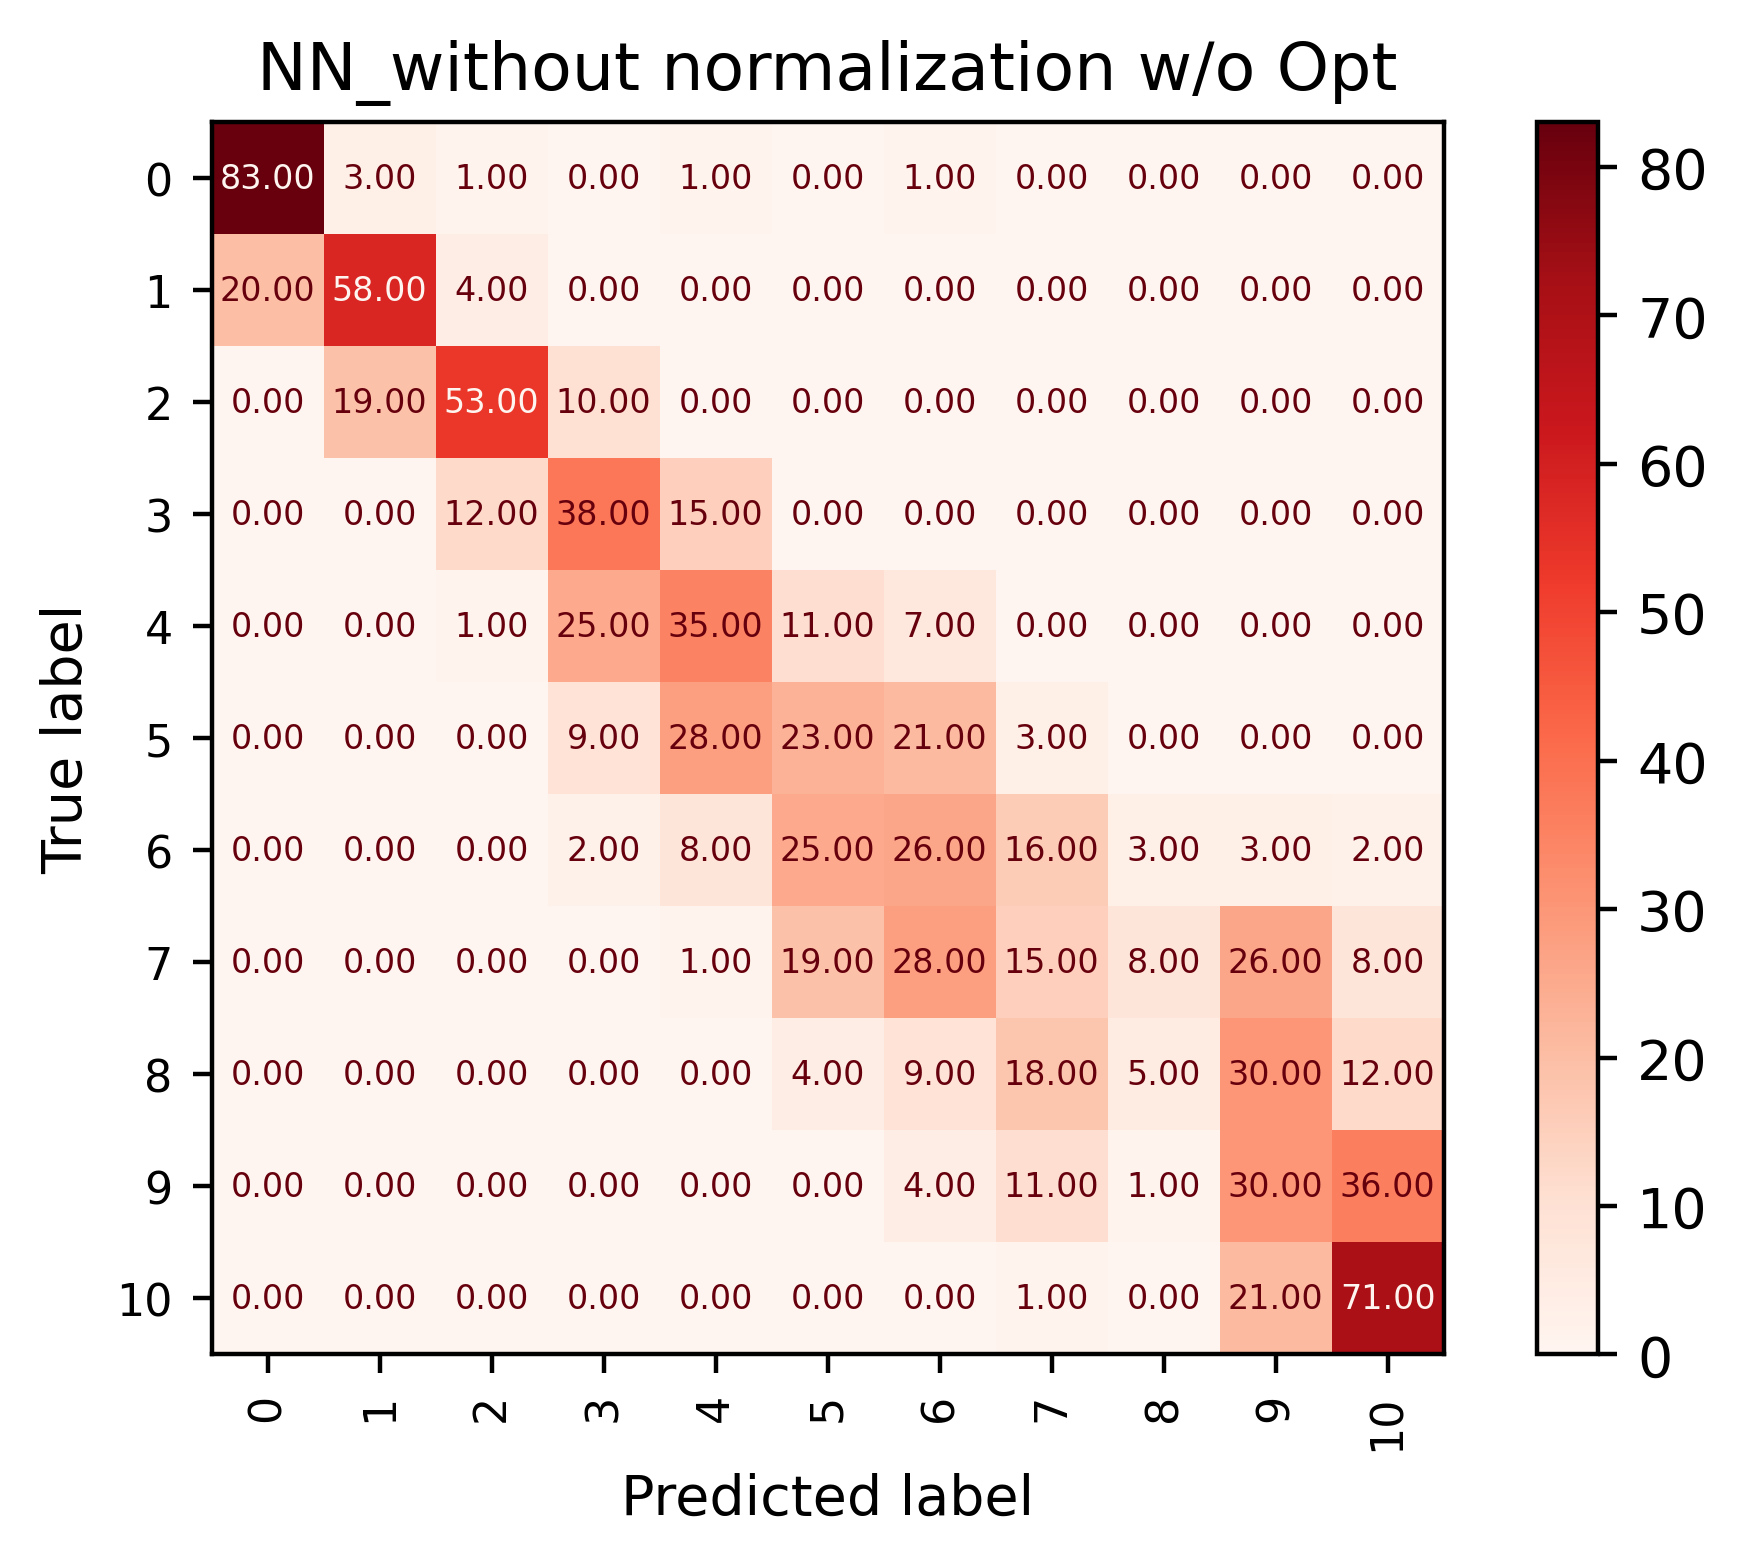 NN_without normalization w/o Opt
0 83.00 3.00 1.00 0.00 1.00 0.00 1.00 0.00 0.00 0.00 0.00
1 20.00 58.00 4.00 0.00 0.00 0.00 0.00 0.00 0.00 0.00 0.00
2 0.00 19.00 53.00 10.00 0.00 0.00 0.00 0.00 0.00 0.00 0.00
3 0.00 0.00 12.00 38.00 15.00 0.00 0.00 0.00 0.00 0.00 0.00
4 0.00 0.00 1.00 25.00 35.00 11.00 7.00 0.00 0.00 0.00 0.00
5 0.00 0.00 0.00 9.00 28.00 23.00 21.00 3.00 0.00 0.00 0.00
6 0.00 0.00 0.00 2.00 8.00 25.00 26.00 16.00 3.00 3.00 2.00
7 0.00 0.00 0.00 0.00 1.00 19.00 28.00 15.00 8.00 26.00 8.00
8 0.00 0.00 0.00 0.00 0.00 4.00 9.00 18.00 5.00 30.00 12.00
9 0.00 0.00 0.00 0.00 0.00 0.00 4.00 11.00 1.00 30.00 36.00
10 0.00 0.00 0.00 0.00 0.00 0.00 0.00 1.00 0.00 21.00 71.00
0 1 2 3 4 5 6 7 8 9 10
Predicted label
True label
80
70
60
50
40
30
20
10
0